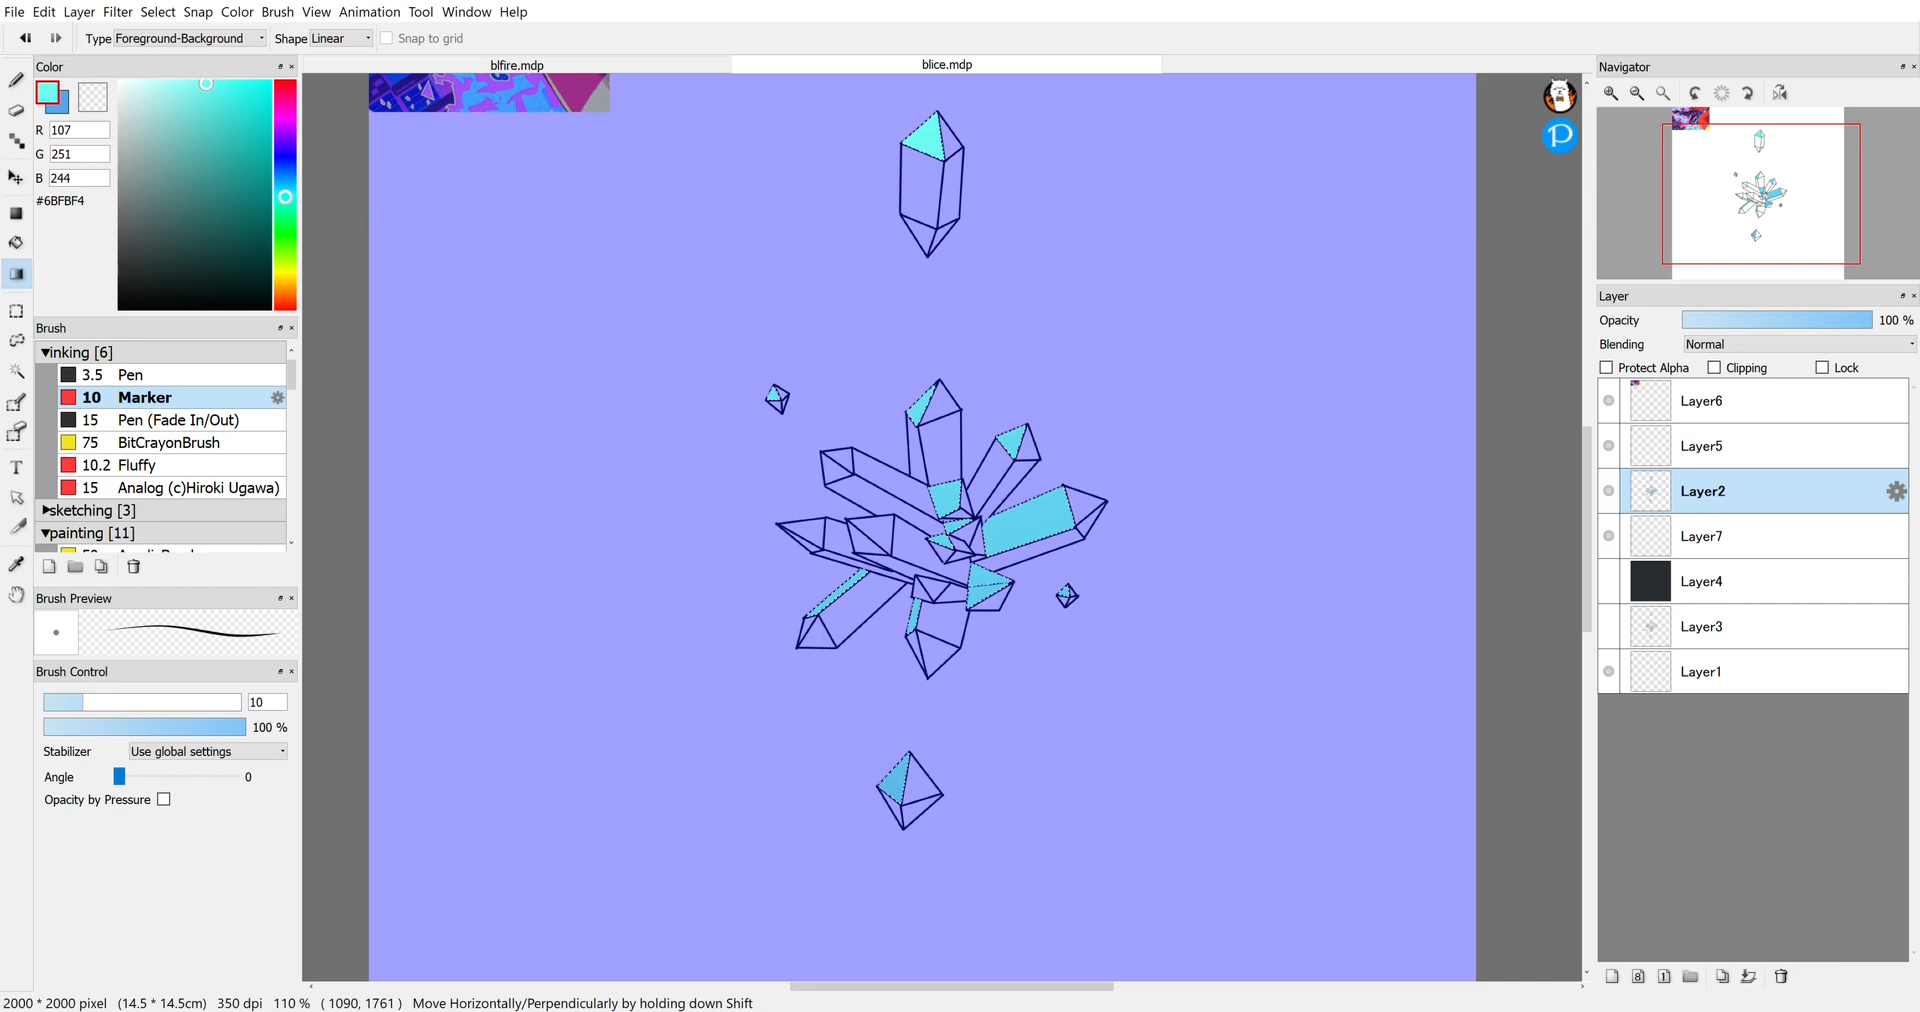 File Edit Layer Filter Select Snap Color Brush View Animation Tool Window Help
Type Foreground-Background Shape Linear Snap to grid
Color
R 107
G 251
B 244
#6BFBF4
Brush
inking [6]
3.5 Pen
10 Marker
15 Pen (Fade In/Out)
75 BitCrayonBrush
10.2 Fluffy
15 Analog (c)Hiroki Ugawa)
sketching [3]
painting [11]
Brush Preview
Brush Control
10
100 %
Stabilizer Use global settings
Angle 0
Opacity by Pressure
blfire.mdp blice.mdp
P
Navigator
Layer
Opacity 100 %
Blending Normal
Protect Alpha Clipping Lock
Layer6
Layer5
Layer2
Layer7
Layer4
Layer3
Layer1
8 1
2000 * 2000 pixel (14.5 * 14.5cm) 350 dpi 110 % ( 1090, 1761 ) Move Horizontally/Perpendicularly by holding down Shift